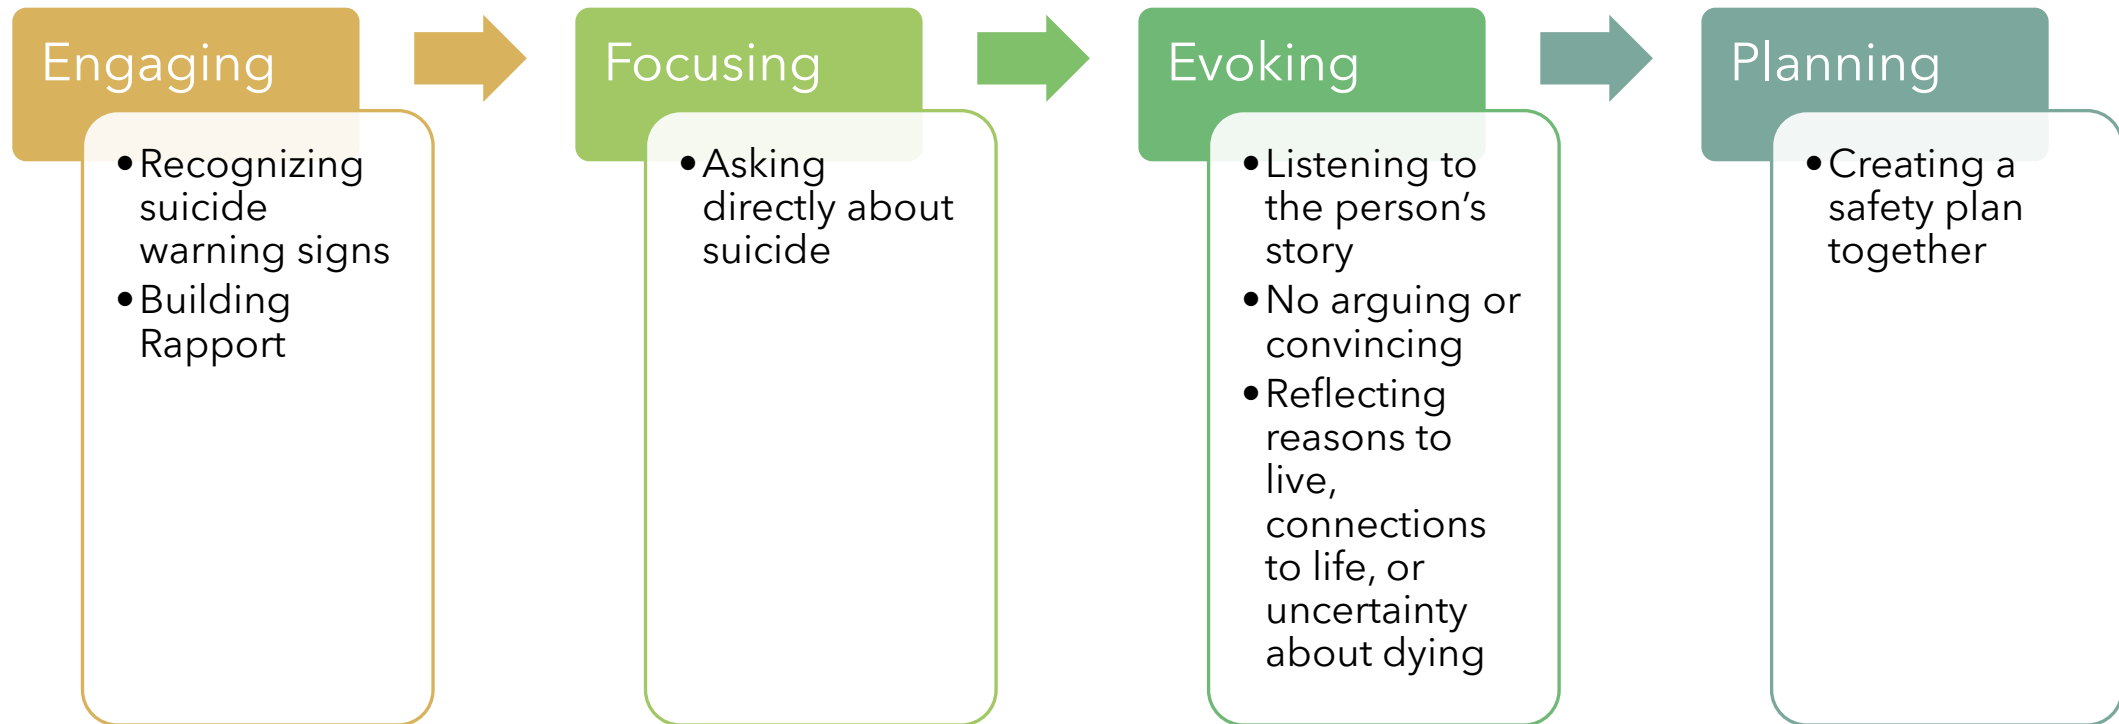 Engaging
• Recognizing
suicide
warning signs
• Building
Rapport
Focusing
• Asking
directly about
suicide
Evoking
• Listening to
the person’s
story
• No arguing or
convincing
• Reflecting
reasons to
live,
connections
to life, or
uncertainty
about dying
Planning
• Creating a
safety plan
together